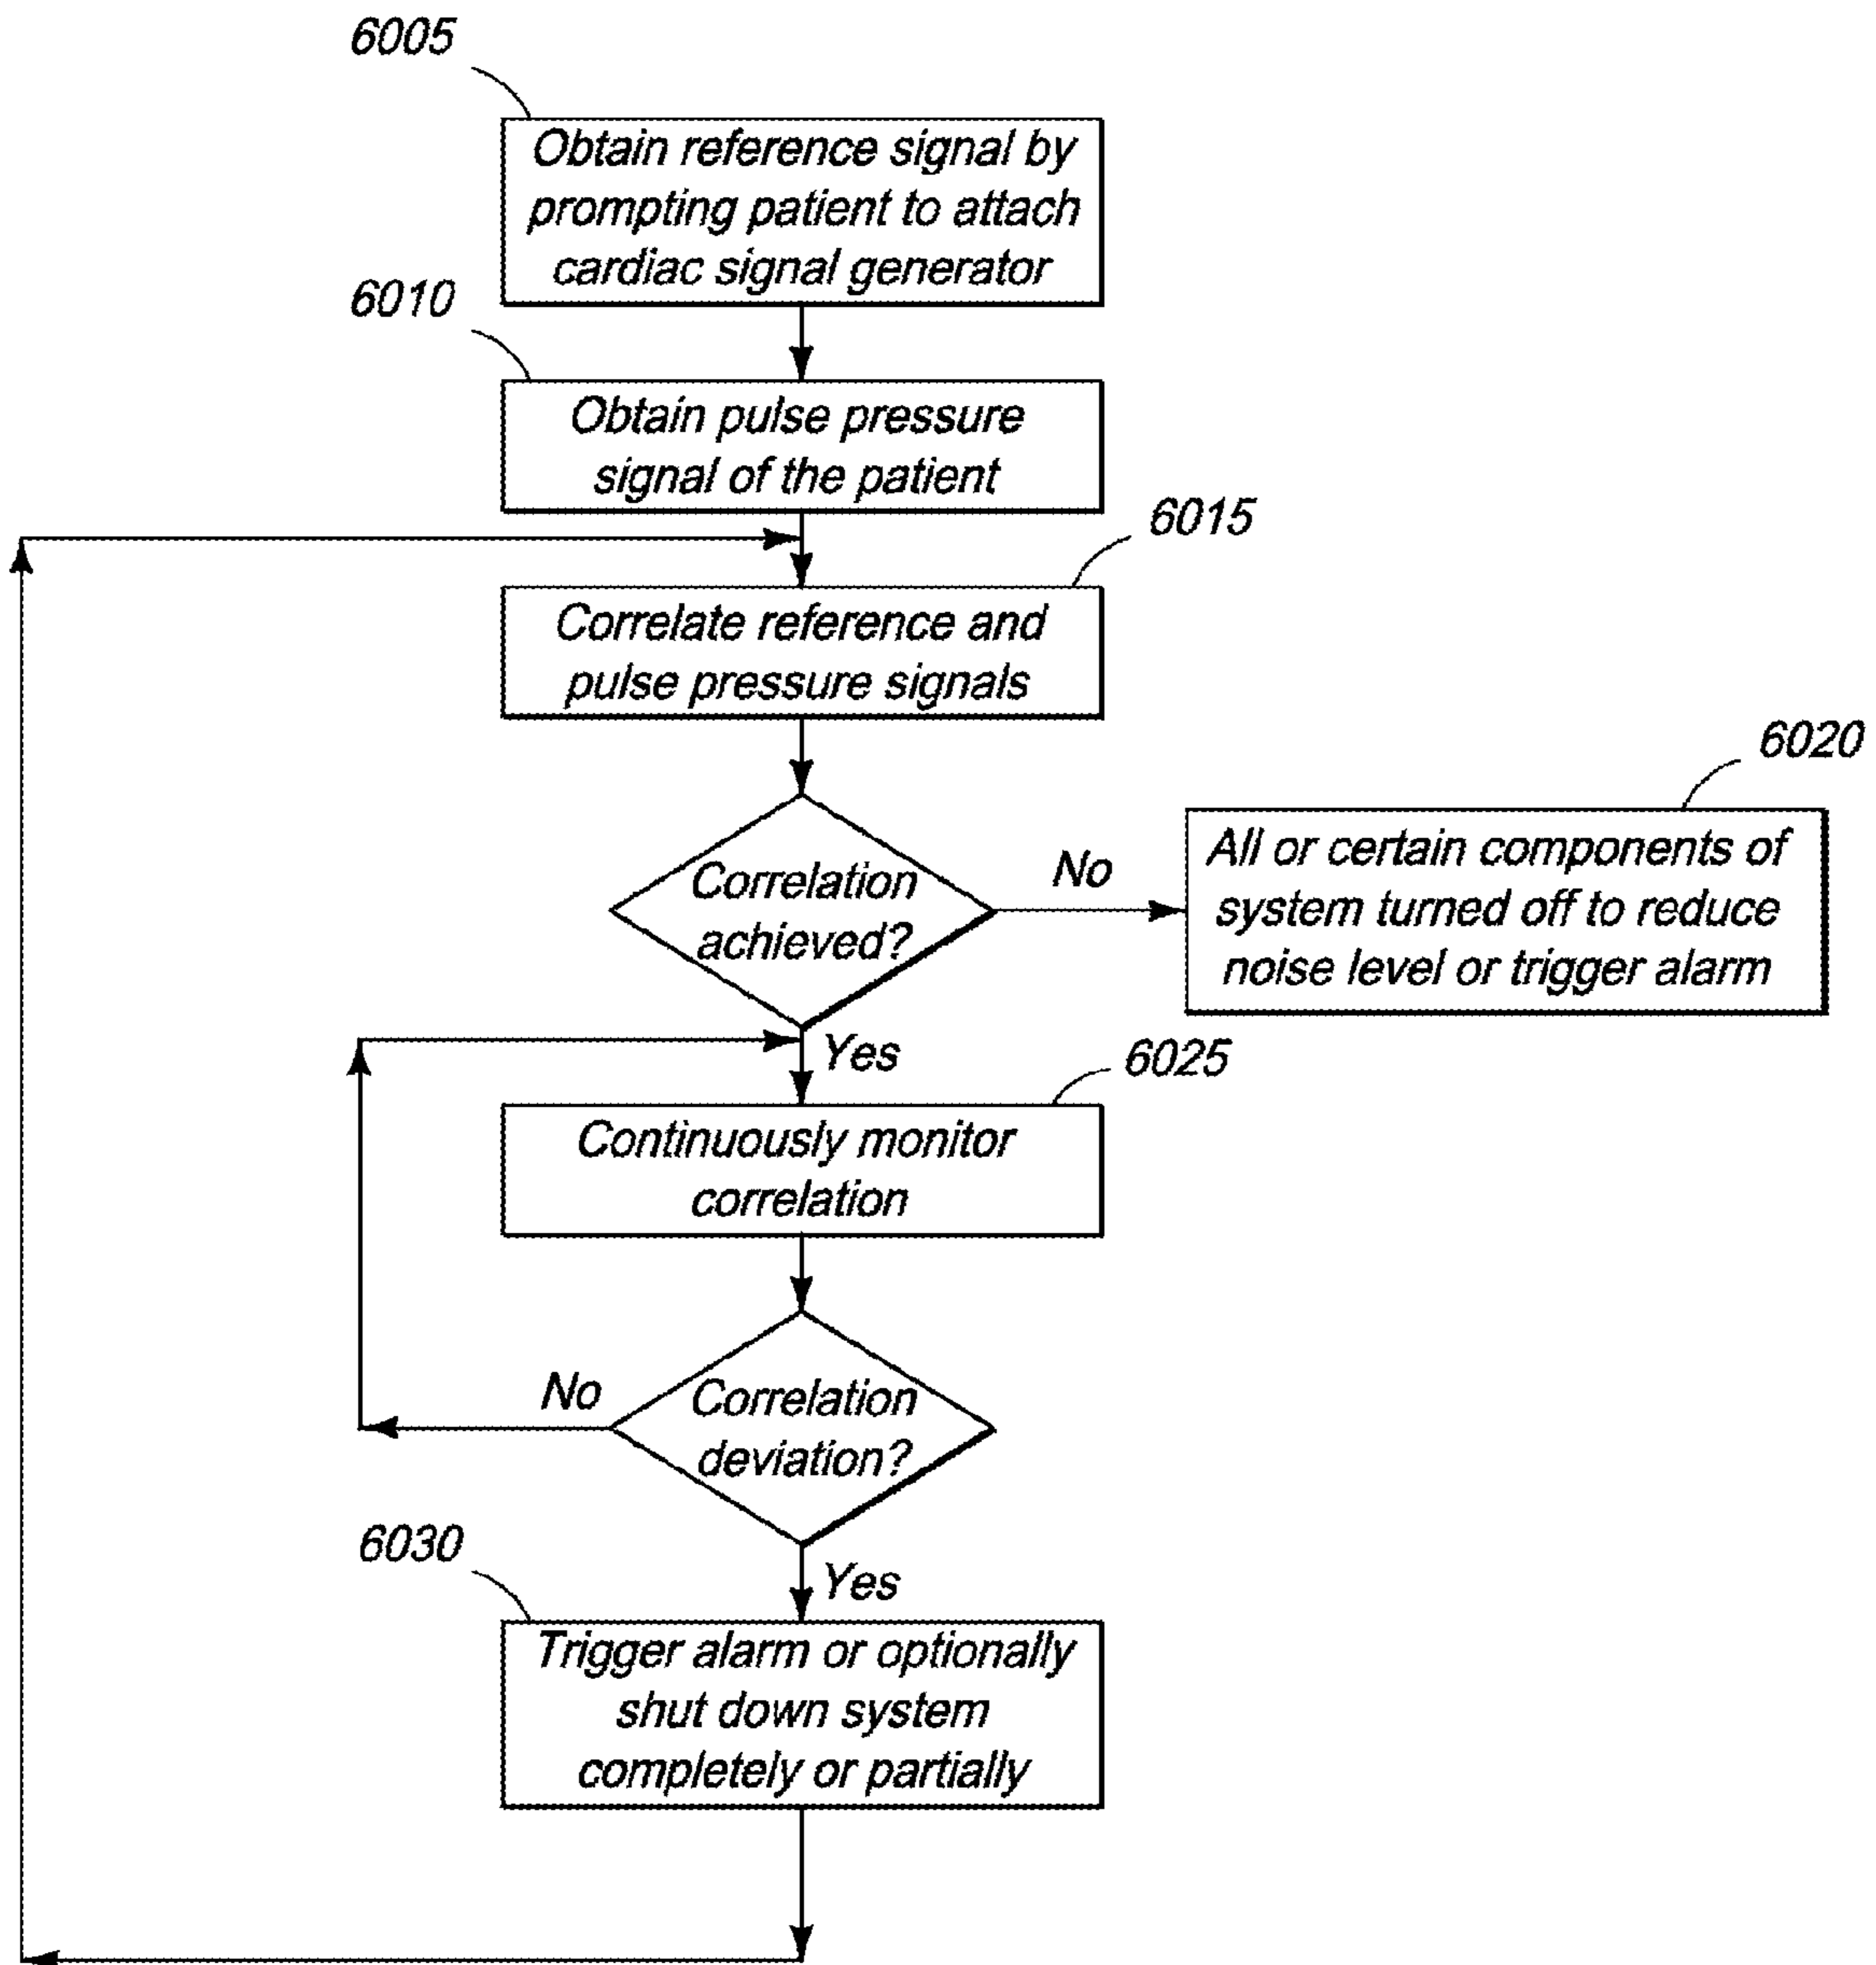 6005
Obtain reference signal by
prompting patient to attach
cardiac signal generator
6010
Obtain pulse pressure
signal of the patient
6015
Correlate reference and
pulse pressure signals
6020
Correlation
achieved?
No
All or certain components of
system turned off to reduce
noise level or trigger alarm
Yes
6025
Continuously monitor
correlation
No
Correlation
deviation?
6030
Yes
Trigger alarm or optionally
shut down system
completely or partially